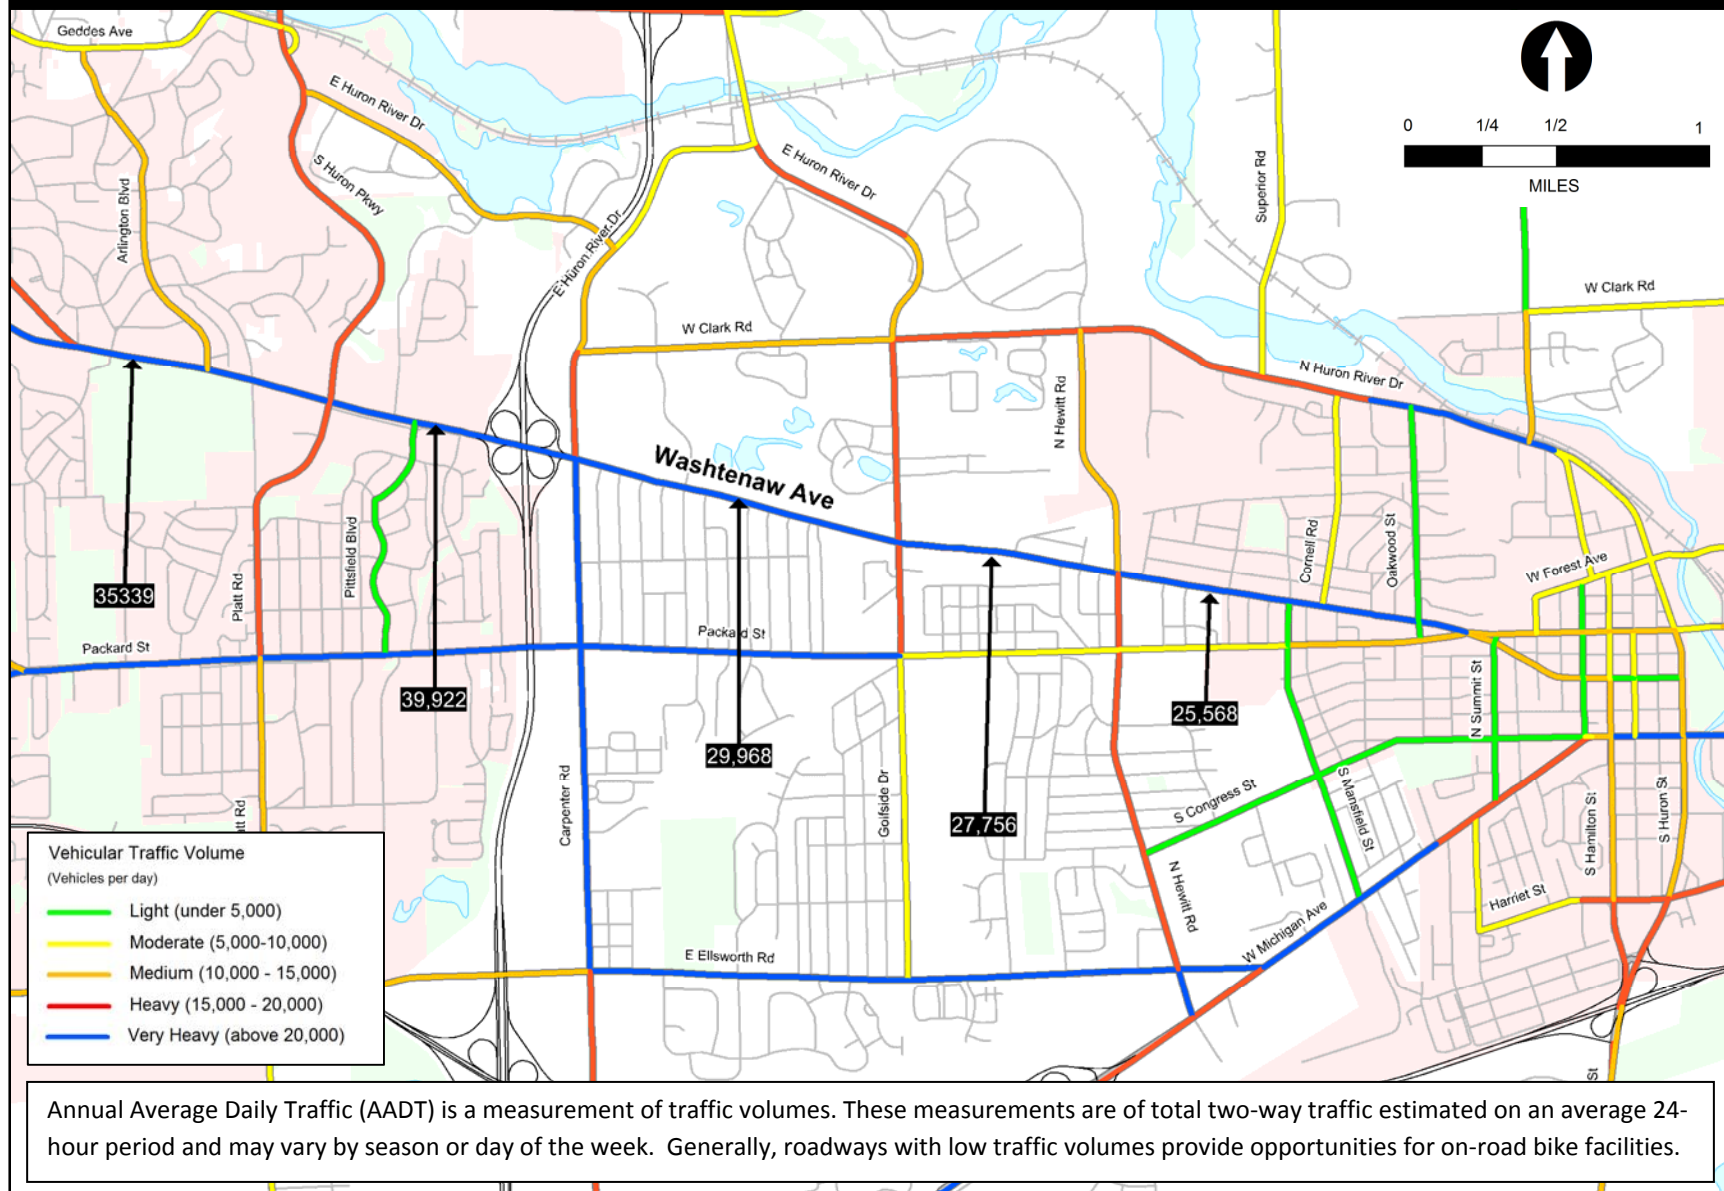 Geddes Ave
E Huron River Dr
S Huron Pkwy
Arlington Blvd
E Huron River Dr
E Huron River Dr
Superior Rd
0 1/4 1/2 1
MILES
W Clark Rd
W Clark Rd
N Huron River Dr
N Hewitt Rd
Washtenaw Ave
Cornell Rd
Oakwood St
W Forest Ave
Pittsfield Blvd
Platt Rd
35339
Packard St
Packard St
39,922
29,968
27,756
25,568
N Summit St
Carpenter Rd
Golfside Dr
S Congress St
S Mansfield St
N Hewitt Rd
S Hamilton St
S Huron St
Harriet St
W Michigan Ave
E Ellsworth Rd
att Rd
St
Vehicular Traffic Volume
(Vehicles per day)
Light (under 5,000)
Moderate (5,000-10,000)
Medium (10,000 - 15,000)
Heavy (15,000 - 20,000)
Very Heavy (above 20,000)
Annual Average Daily Traffic (AADT) is a measurement of traffic volumes. These measurements are of total two-way traffic estimated on an average 24-
hour period and may vary by season or day of the week.  Generally, roadways with low traffic volumes provide opportunities for on-road bike facilities.